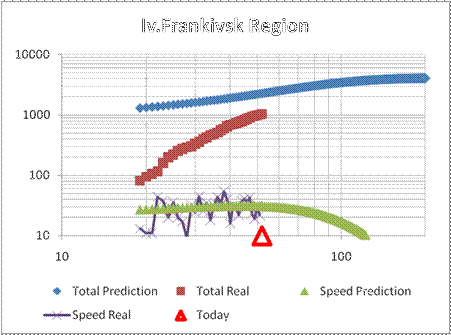 Iv.Frankivsk Region
10000
1000
100
10
10 100
Total Prediction Total Real Speed Prediction
Speed Real Today